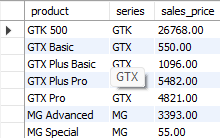 product series sales_price
GTK 500 GTK 26768.00
GTX Basic GTX 550.00
GTX Plus Basic GTX 1096.00
GTX Plus Pro GTX 5482.00
GTX Pro GTX 4821.00
MG Advanced MG 3393.00
MG Special MG 55.00